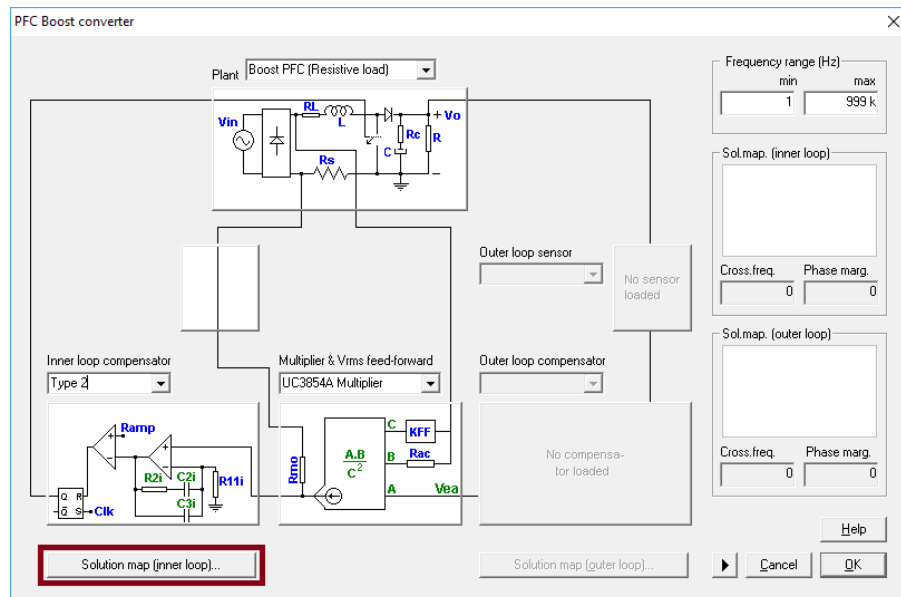 PFC Boost converter
Plant
Boost PFC (Resistive load)
Vin
RL
L
+ Vo
Rc
R
C
Rs
–
Frequency range (Hz)
min
max
1
999 k
Sol.map. (inner loop)
Cross.freq.
Phase marg.
0
0
Outer loop sensor
No sensor
loaded
Sol.map. (outer loop)
Cross.freq.
Phase marg.
0
0
Inner loop compensator
Type 2
Multiplier & Vrms feed-forward
UC3854A Multiplier
Outer loop compensator
Ramp
R2i
C2i
C3i
R11i
Q R
Q S
Clk
Rmo
A.B
C²
C
KFF
B
Rac
A
Vea
No compensa-
tor loaded
Solution map (inner loop)...
Solution map (outer loop)...
Help
Cancel
OK